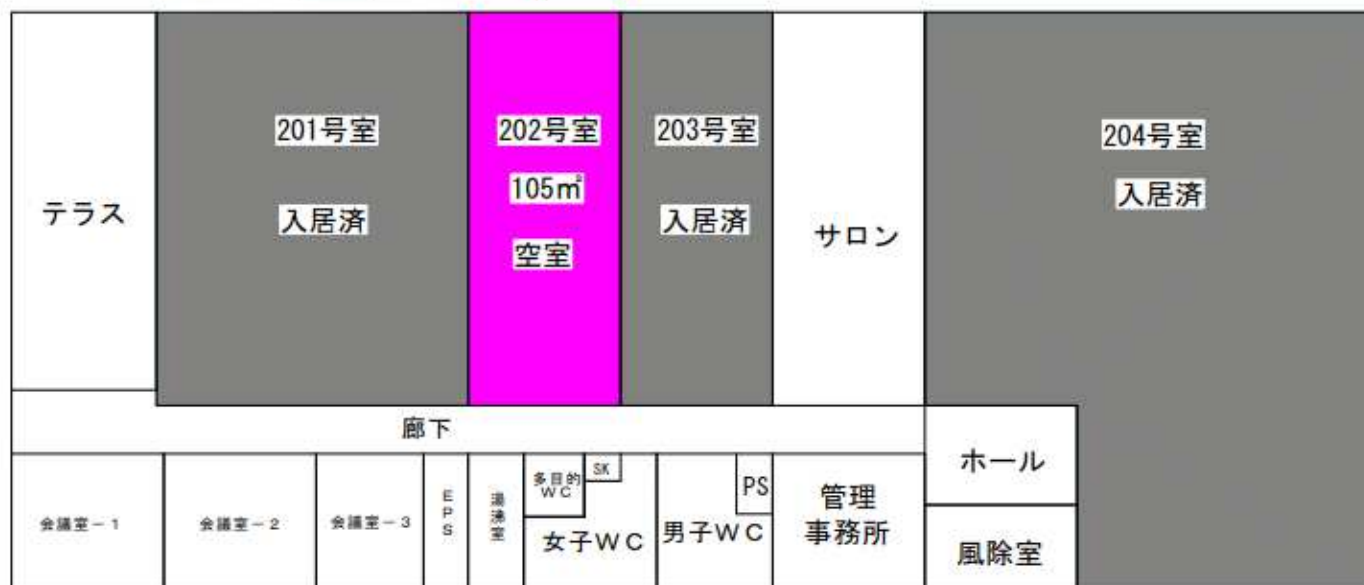 テラス
201号室
入居済
202号室
105㎡
空室
203号室
入居済
サロン
204号室
入居済
廊下
ホール
風除室
会議室－1
会議室－2
会議室－3
EPS
湯沸室
多目的
WC
SK
女子WC
男子WC
PS
管理
事務所